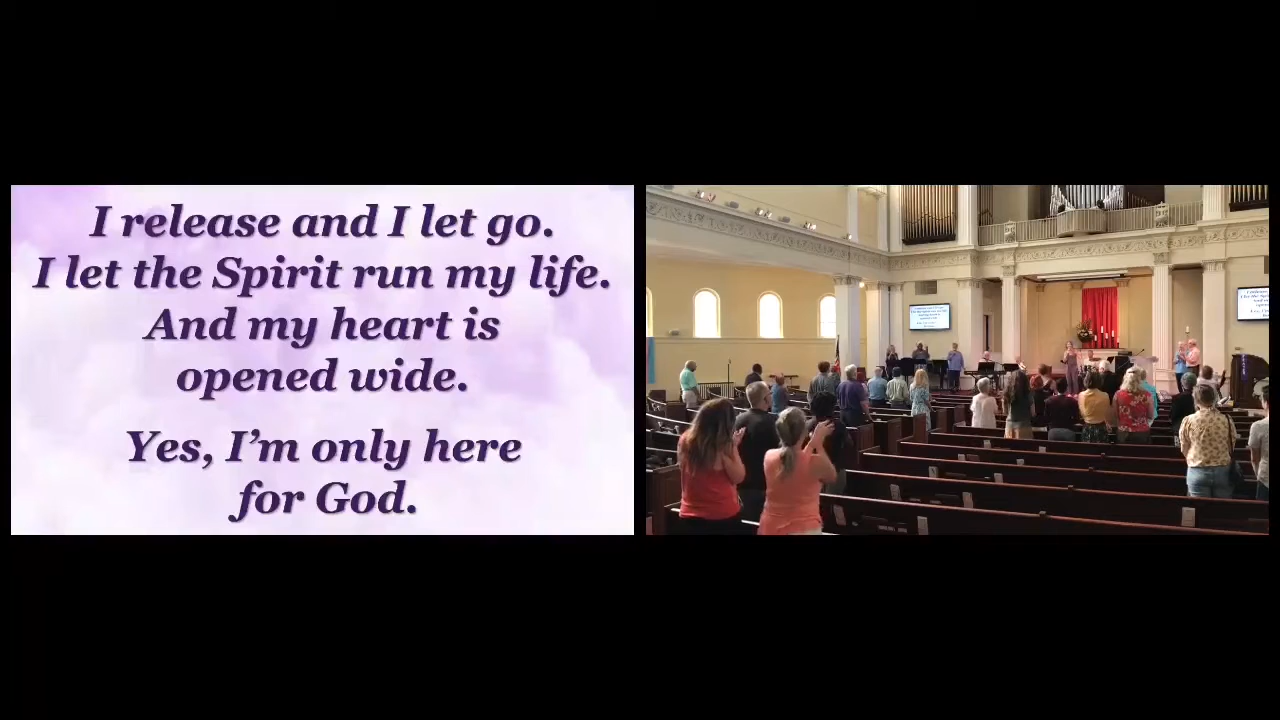 I release and I let go.
I let the Spirit run my life.
And my heart is
opened wide.
Yes, I'm only here
for God.